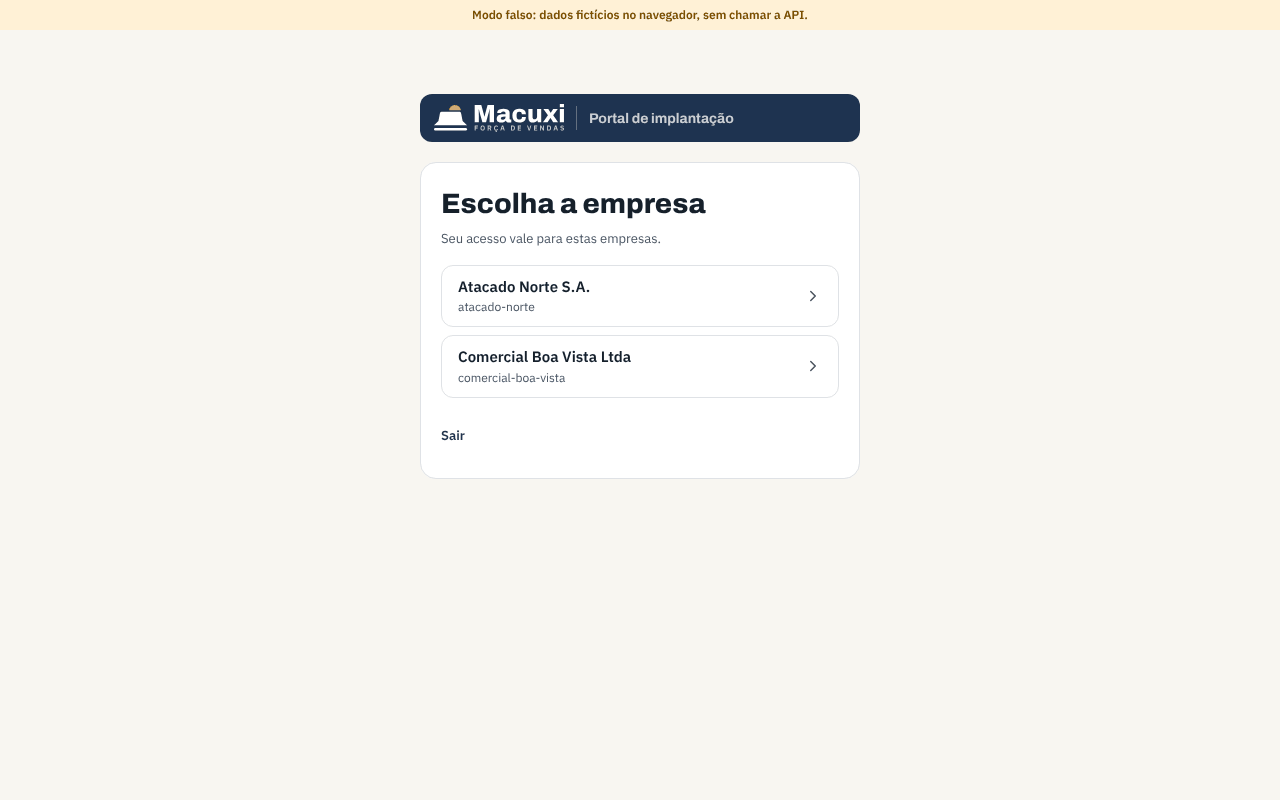 Modo falso: dados fictícios no navegador, sem chamar a API.
Macuxi
FORÇA DE VENDAS
Portal de implantação
Escolha a empresa
Seu acesso vale para estas empresas.
Atacado Norte S.A.
atacado-norte
Comercial Boa Vista Ltda
comercial-boa-vista
Sair